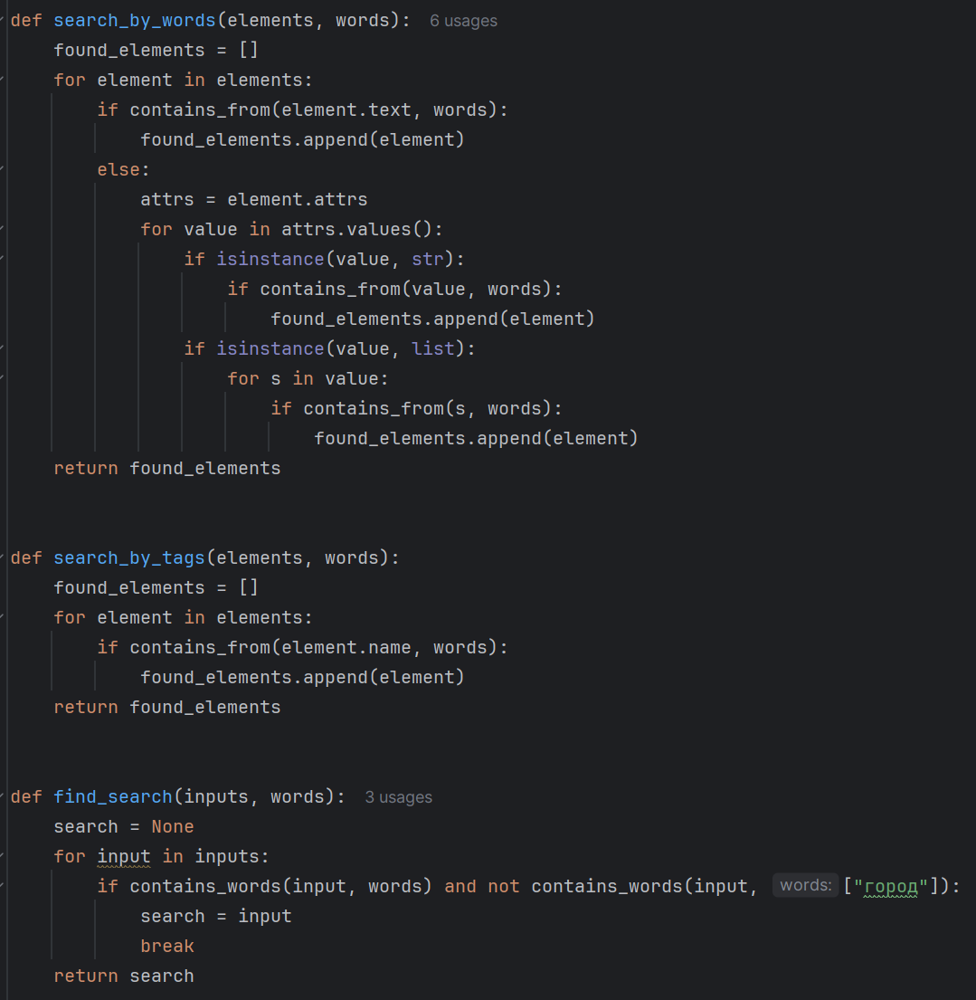 def search_by_words(elements, words):  6 usages
    found_elements = []
    for element in elements:
        if contains_from(element.text, words):
            found_elements.append(element)
        else:
            attrs = element.attrs
            for value in attrs.values():
                if isinstance(value, str):
                    if contains_from(value, words):
                        found_elements.append(element)
                if isinstance(value, list):
                    for s in value:
                        if contains_from(s, words):
                            found_elements.append(element)
    return found_elements
def search_by_tags(elements, words):
    found_elements = []
    for element in elements:
        if contains_from(element.name, words):
            found_elements.append(element)
    return found_elements
def find_search(inputs, words):  3 usages
    search = None
    for input in inputs:
        if contains_words(input, words) and not contains_words(input, words: ["город"]):
            search = input
            break
    return search